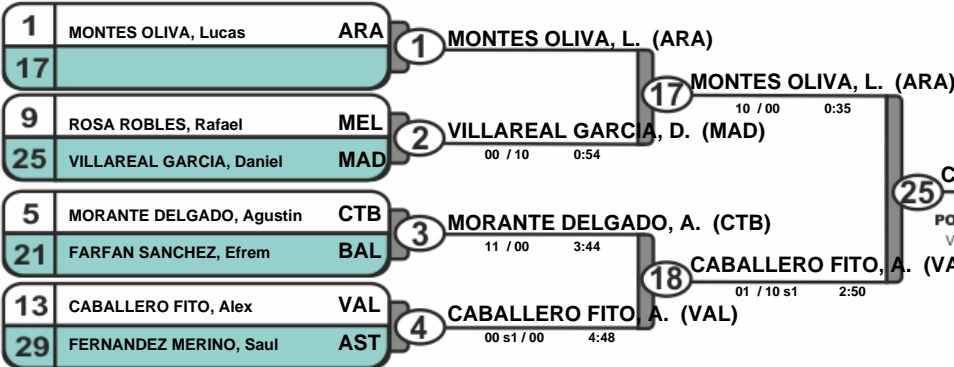 1 MONTES OLIVA, Lucas ARA
17
1 MONTES OLIVA, L. (ARA)
9 ROSA ROBLES, Rafael MEL
25 VILLAREAL GARCIA, Daniel MAD
2 VILLAREAL GARCIA, D. (MAD)
00 / 10 0:54
17 MONTES OLIVA, L. (ARA)
10 / 00 0:35
5 MORANTE DELGADO, Agustin CTB
21 FARFAN SANCHEZ, Efrem BAL
3 MORANTE DELGADO, A. (CTB)
11 / 00 3:44
13 CABALLERO FITO, Alex VAL
29 FERNANDEZ MERINO, Saul AST
4 CABALLERO FITO, A. (VAL)
00 s1 / 00 4:48
18 CABALLERO FITO, A. (VA
01 / 10 s1 2:50
25 C
PO
V